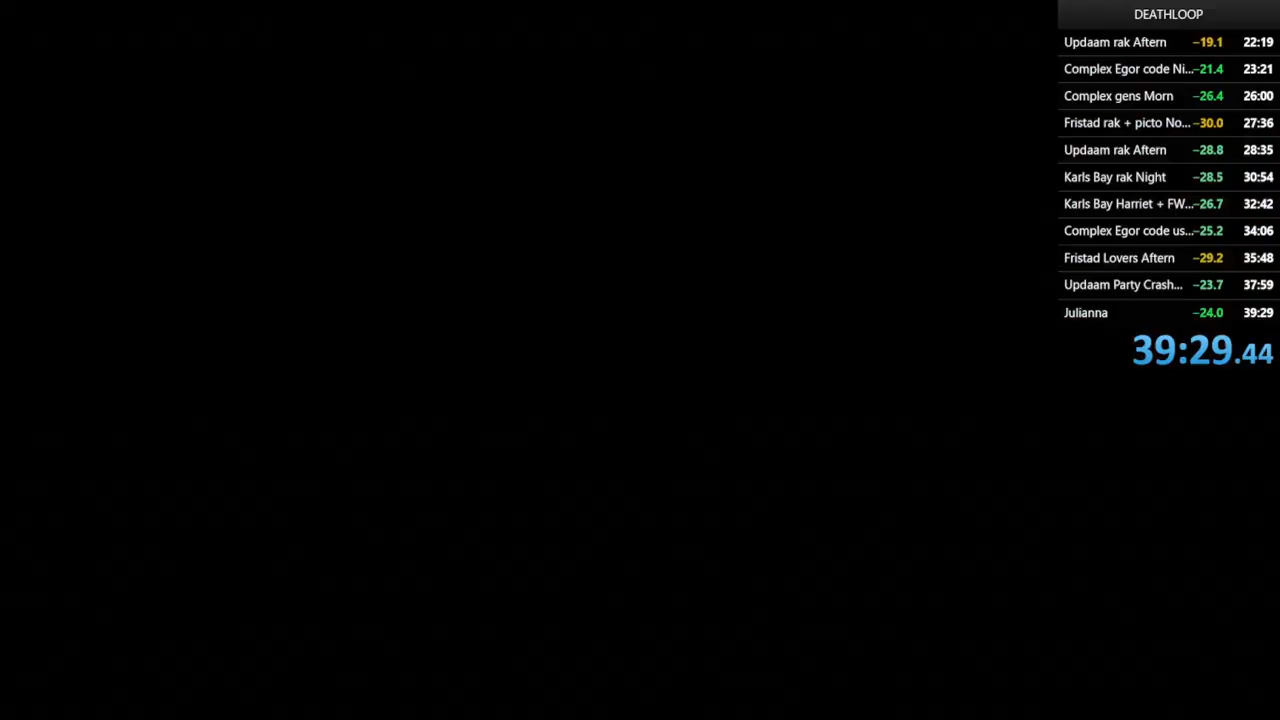 DEATHLOOP
Updaam rak Aftern −19.1 22:19
Complex Egor code Ni... −21.4 23:21
Complex gens Morn −26.4 26:00
Fristad rak + picto No... −30.0 27:36
Updaam rak Aftern −28.8 28:35
Karls Bay rak Night −28.5 30:54
Karls Bay Harriet + FW... −26.7 32:42
Complex Egor code us... −25.2 34:06
Fristad Lovers Aftern −29.2 35:48
Updaam Party Crash... −23.7 37:59
Julianna −24.0 39:29
39:29.44